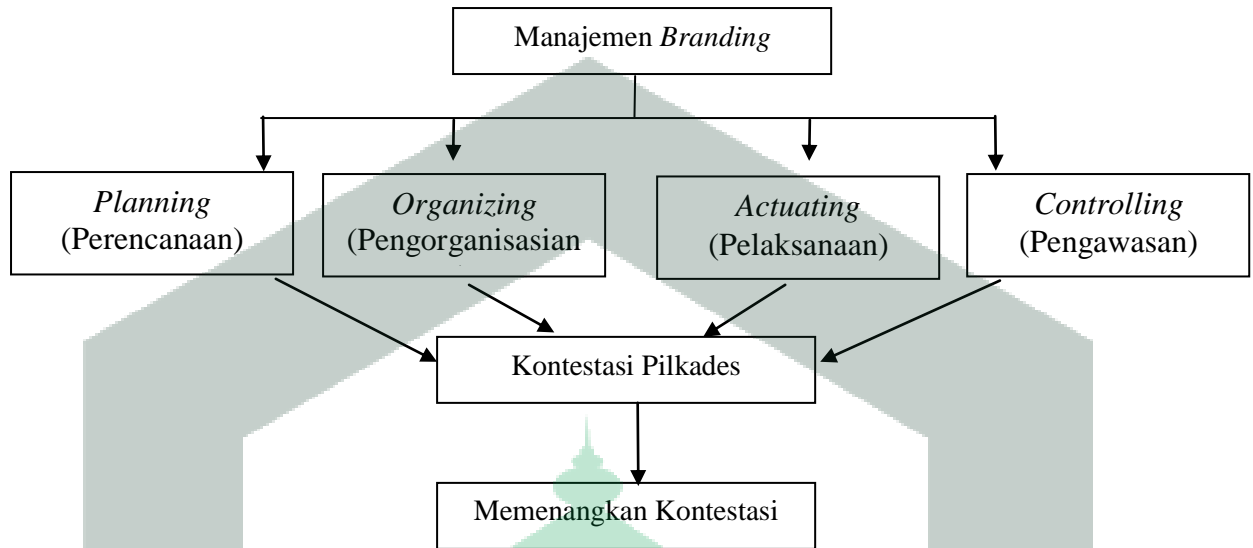 Manajemen Branding
Planning
(Perencanaan)
Organizing
(Pengorganisasian
Actuating
(Pelaksanaan)
Controlling
(Pengawasan)
Kontestasi Pilkades
Memenangkan Kontestasi